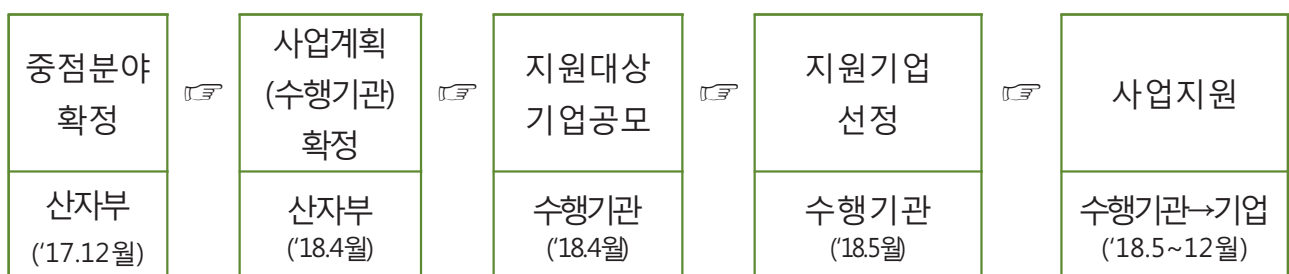 중점분야
확정
산자부
('17.12월)
☞
사업계획
(수행기관)
확정
산자부
('18.4월)
☞
지원대상
기업공모
수행기관
('18.4월)
☞
지원기업
선정
수행기관
('18.5월)
☞
사업지원
수행기관→기업
('18.5~12월)